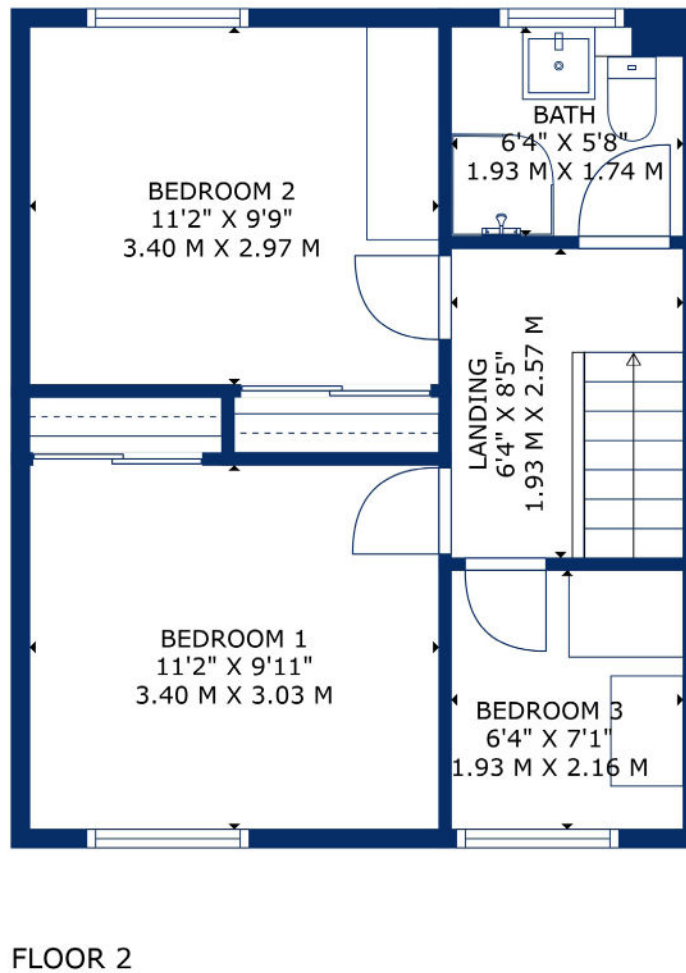 BATH
6'4" X 5'8"
1.93 M X 1.74 M
BEDROOM 2
11'2" X 9'9"
3.40 M X 2.97 M
LANDING
6'4" X 8'5"
1.93 M X 2.57 M
BEDROOM 1
11'2" X 9'11"
3.40 M X 3.03 M
BEDROOM 3
6'4" X 7'1"
1.93 M X 2.16 M
FLOOR 2